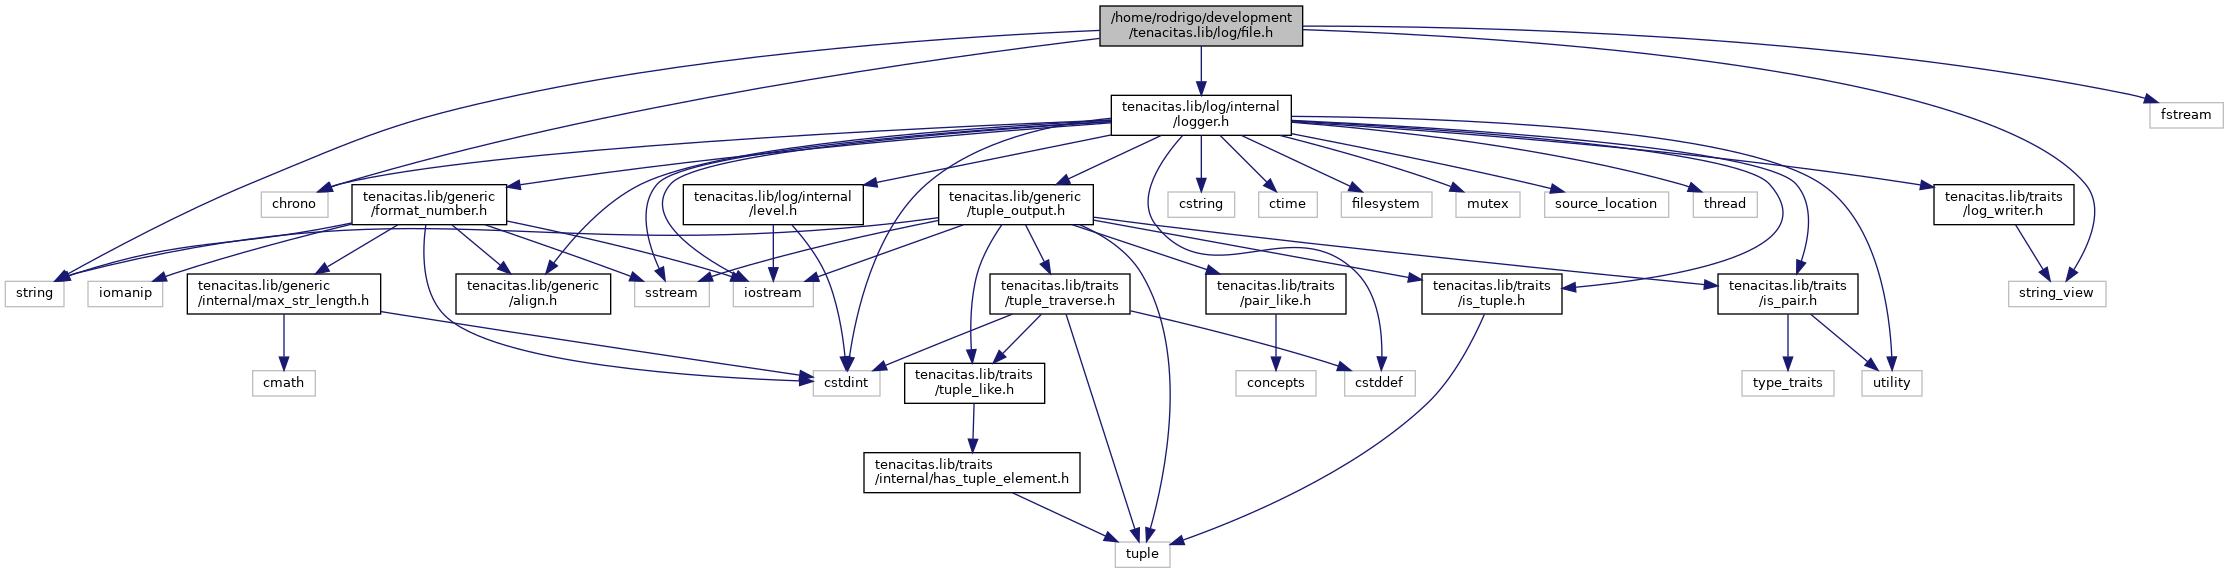 /home/rodrigo/development
/tenacitas.lib/log/file.h
tenacitas.lib/log/internal
/logger.h
fstream
chrono
tenacitas.lib/generic
/format_number.h
tenacitas.lib/log/internal
/level.h
tenacitas.lib/generic
/tuple_output.h
cstring
ctime
filesystem
mutex
source_location
thread
tenacitas.lib/traits
/log_writer.h
string
iomanip
tenacitas.lib/generic
/internal/max_str_length.h
tenacitas.lib/generic
/align.h
sstream
iostream
tenacitas.lib/traits
/tuple_traverse.h
tenacitas.lib/traits
/pair_like.h
tenacitas.lib/traits
/is_tuple.h
tenacitas.lib/traits
/is_pair.h
string_view
cmath
cstdint
tenacitas.lib/traits
/tuple_like.h
concepts
cstddef
type_traits
utility
tenacitas.lib/traits
/internal/has_tuple_element.h
tuple